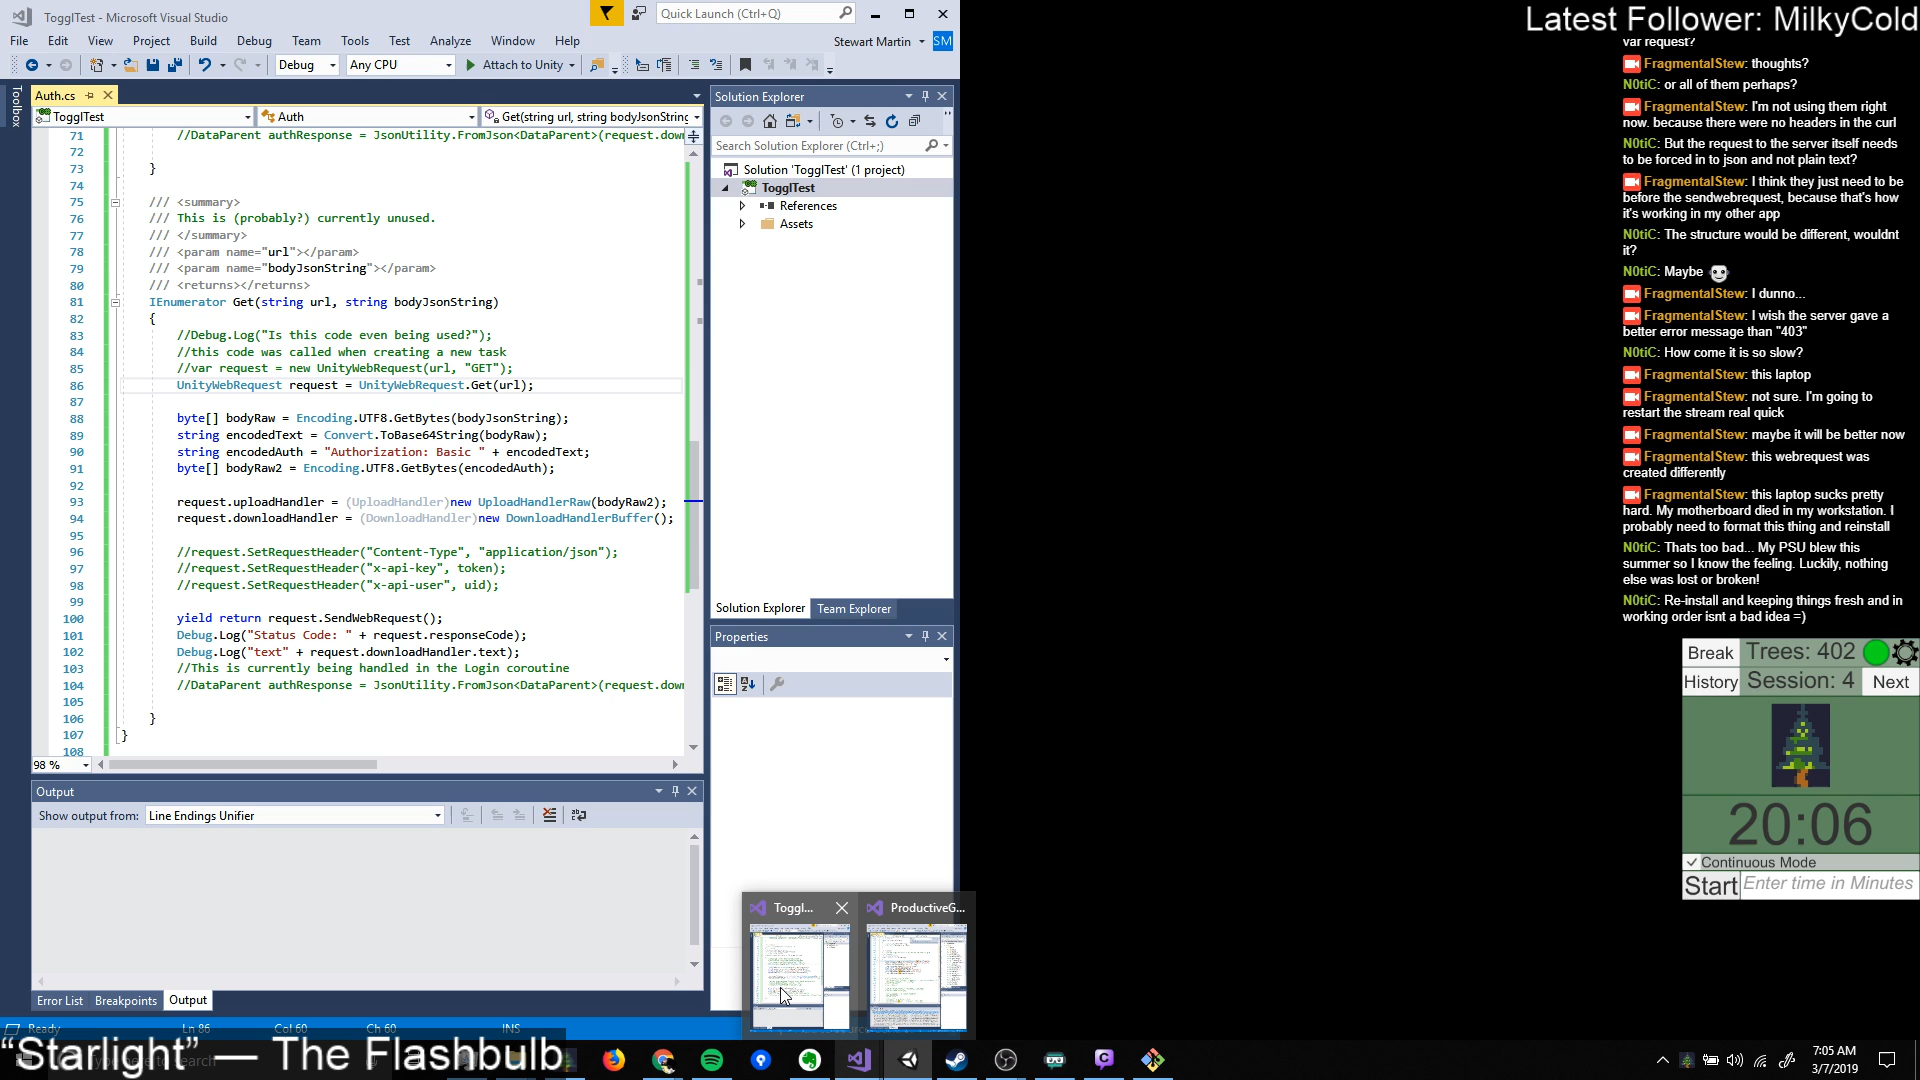 TogglTest - Microsoft Visual Studio
Quick Launch (Ctrl+Q)
File Edit View Project Build Debug Team Tools Test Analyze Window Help
Stewart Martin SM
Debug Any CPU Attach to Unity
Toolbox
Auth.cs
TogglTest Auth Get(string url, string bodyJsonString
71 //DataParent authResponse = JsonUtility.FromJson<DataParent>(request.dow
72
73 }
74
75 /// <summary>
76 /// This is (probably?) currently unused.
77 /// </summary>
78 /// <param name="url"></param>
79 /// <param name="bodyJsonString"></param>
80 /// <returns></returns>
81 IEnumerator Get(string url, string bodyJsonString)
82 {
83 //Debug.Log("Is this code even being used?");
84 //this code was called when creating a new task
85 //var request = new UnityWebRequest(url, "GET");
86 UnityWebRequest request = UnityWebRequest.Get(url);
87
88 byte[] bodyRaw = Encoding.UTF8.GetBytes(bodyJsonString);
89 string encodedText = Convert.ToBase64String(bodyRaw);
90 string encodedAuth = "Authorization: Basic " + encodedText;
91 byte[] bodyRaw2 = Encoding.UTF8.GetBytes(encodedAuth);
92
93 request.uploadHandler = (UploadHandler)new UploadHandlerRaw(bodyRaw2);
94 request.downloadHandler = (DownloadHandler)new DownloadHandlerBuffer();
95
96 //request.SetRequestHeader("Content-Type", "application/json");
97 //request.SetRequestHeader("x-api-key", token);
98 //request.SetRequestHeader("x-api-user", uid);
99
100 yield return request.SendWebRequest();
101 Debug.Log("Status Code: " + request.responseCode);
102 Debug.Log("text" + request.downloadHandler.text);
103 //This is currently being handled in the Login coroutine
104 //DataParent authResponse = JsonUtility.FromJson<DataParent>(request.dow
105
106 }
107 }
108
98 %
Output
Show output from: Line Endings Unifier
Error List Breakpoints Output
Ready Ln 86 Col 60 Ch 60 INS
Solution Explorer
Search Solution Explorer (Ctrl+;)
Solution 'TogglTest' (1 project)
TogglTest
References
Assets
Solution Explorer Team Explorer
Properties
Toggl... ProductiveG...
“Starlight” — The Flashbulb
Latest Follower: MilkyCold
var request?
FragmentalStew: thoughts?
N0tiC: or all of them perhaps?
FragmentalStew: I'm not using them right
now. because there were no headers in the curl
N0tiC: But the request to the server itself needs
to be forced in to json and not plain text?
FragmentalStew: I think they just need to be
before the sendwebrequest, because that's how
it's working in my other app
N0tiC: The structure would be different, wouldnt
it?
N0tiC: Maybe
FragmentalStew: I dunno...
FragmentalStew: I wish the server gave a
better error message than "403"
N0tiC: How come it is so slow?
FragmentalStew: this laptop
FragmentalStew: not sure. I'm going to
restart the stream real quick
FragmentalStew: maybe it will be better now
FragmentalStew: this webrequest was
created differently
FragmentalStew: this laptop sucks pretty
hard. My motherboard died in my workstation. I
probably need to format this thing and reinstall
N0tiC: Thats too bad... My PSU blew this
summer so I know the feeling. Luckily, nothing
else was lost or broken!
N0tiC: Re-install and keeping things fresh and in
working order isnt a bad idea =)
Break Trees: 402
History Session: 4 Next
20:06
Continuous Mode
Start Enter time in Minutes
7:05 AM
3/7/2019